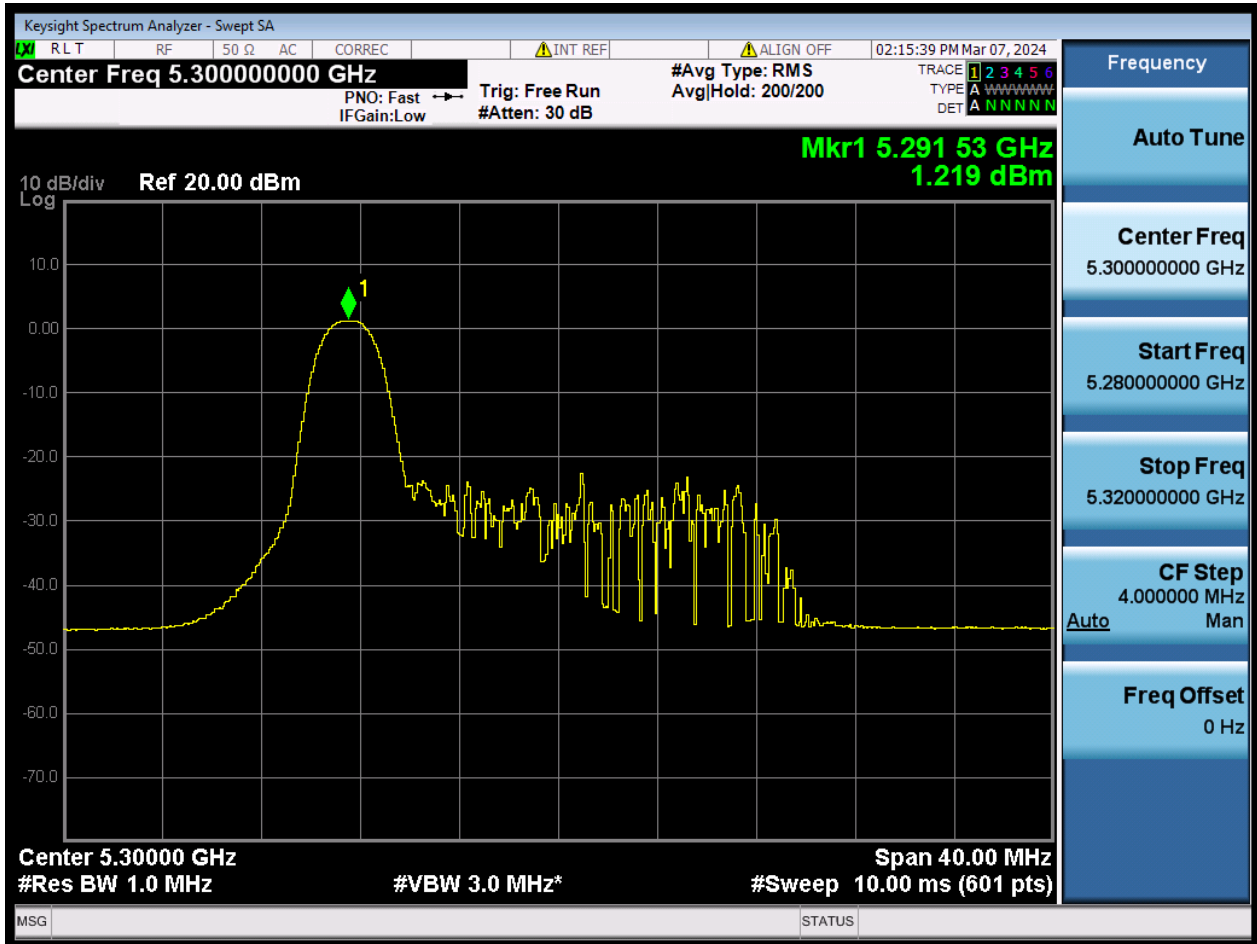 Keysight Spectrum Analyzer - Swept SA
LXI R L T RF 50 Ω AC CORREC INT REF ALIGN OFF 02:15:39 PM Mar 07, 2024
Center Freq 5.300000000 GHz
PNO: Fast
IFGain:Low
Trig: Free Run
#Atten: 30 dB
#Avg Type: RMS
Avg|Hold: 200/200
TRACE 1 2 3 4 5 6
TYPE A WWWWW
DET A N N N N N
Mkr1 5.291 53 GHz
1.219 dBm
10 dB/div Ref 20.00 dBm
Log
10.0
0.00
-10.0
-20.0
-30.0
-40.0
-50.0
-60.0
-70.0
1
Center 5.30000 GHz Span 40.00 MHz
#Res BW 1.0 MHz #VBW 3.0 MHz* #Sweep 10.00 ms (601 pts)
MSG STATUS
Frequency
Auto Tune
Center Freq
5.300000000 GHz
Start Freq
5.280000000 GHz
Stop Freq
5.320000000 GHz
CF Step
4.000000 MHz
Auto Man
Freq Offset
0 Hz